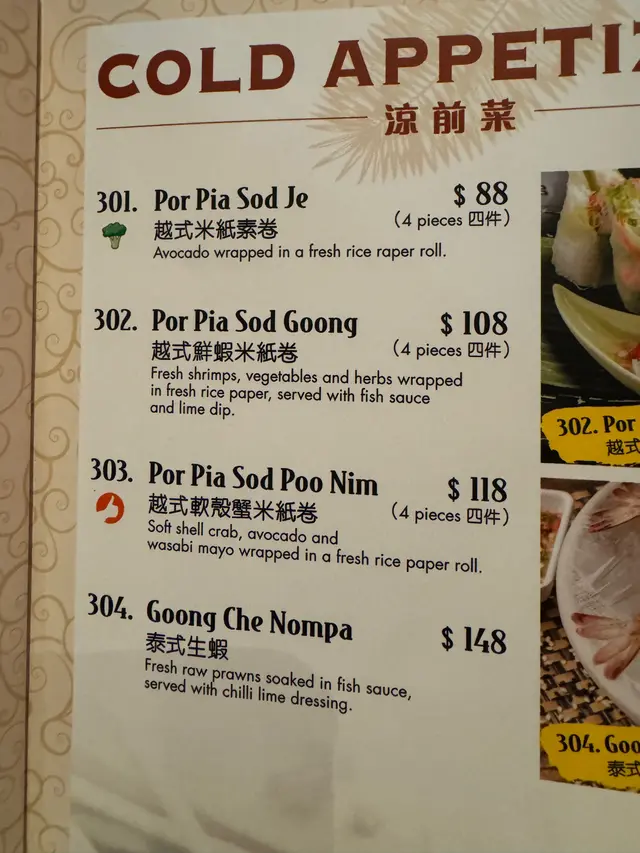 COLD APPETIZ
涼前菜
301. Por Pia Sod Je $ 88
越式米紙素卷 (4 pieces 四件)
Avocado wrapped in a fresh rice raper roll.
302. Por Pia Sod Goong $ 108
越式鮮蝦米紙卷 (4 pieces 四件)
Fresh shrimps, vegetables and herbs wrapped
in fresh rice paper, served with fish sauce
and lime dip.
303. Por Pia Sod Poo Nim $ 118
越式軟殼蟹米紙卷 (4 pieces 四件)
Soft shell crab, avocado and
wasabi mayo wrapped in a fresh rice paper roll.
304. Goong Che Nompa $ 148
泰式生蝦
Fresh raw prawns soaked in fish sauce,
served with chilli lime dressing.
302. Por
越式
304. Goo
泰式